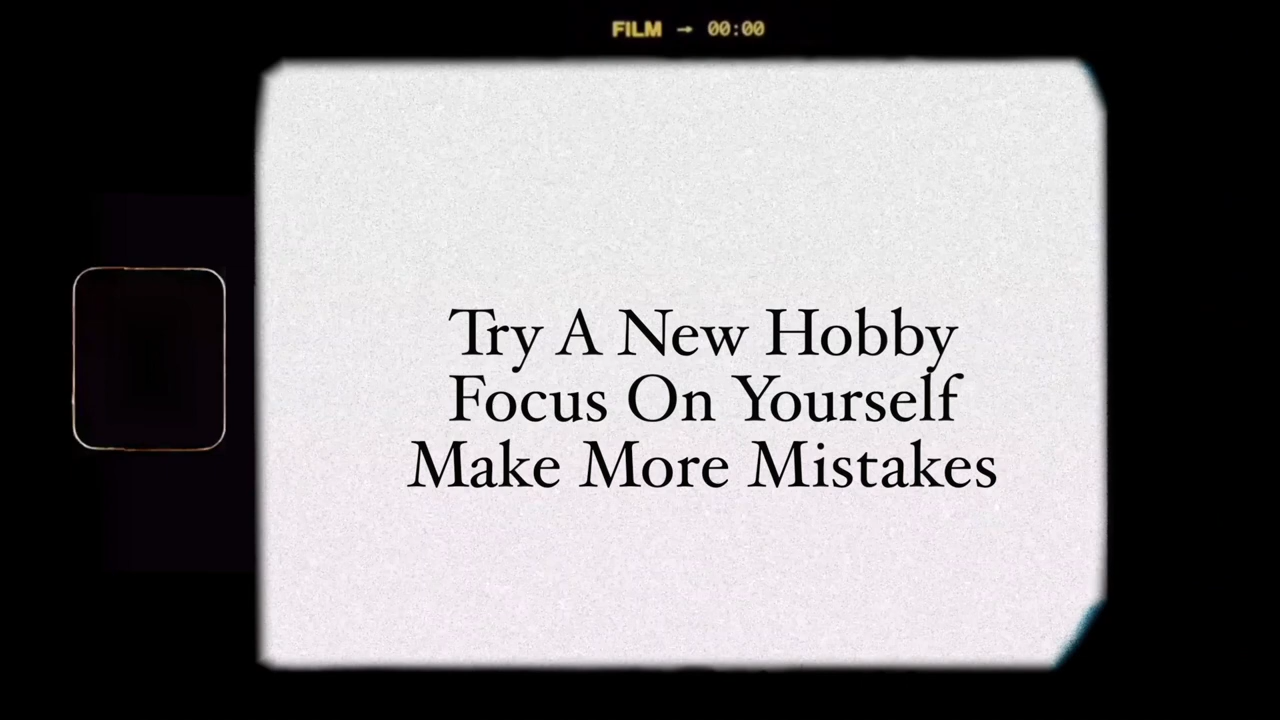 FILM → 00:00
Try A New Hobby
Focus On Yourself
Make More Mistakes